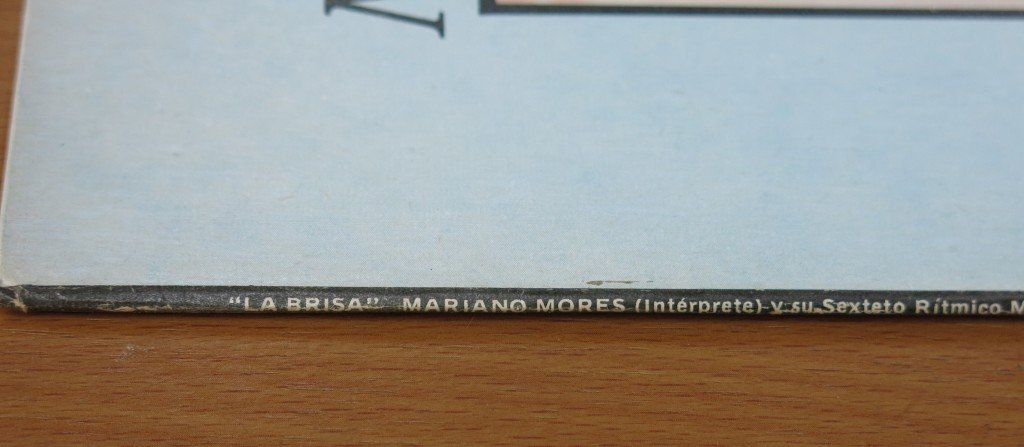 "LA BRISA" MARIANO MORES (Intérprete) y su Sexteto Rítmico M